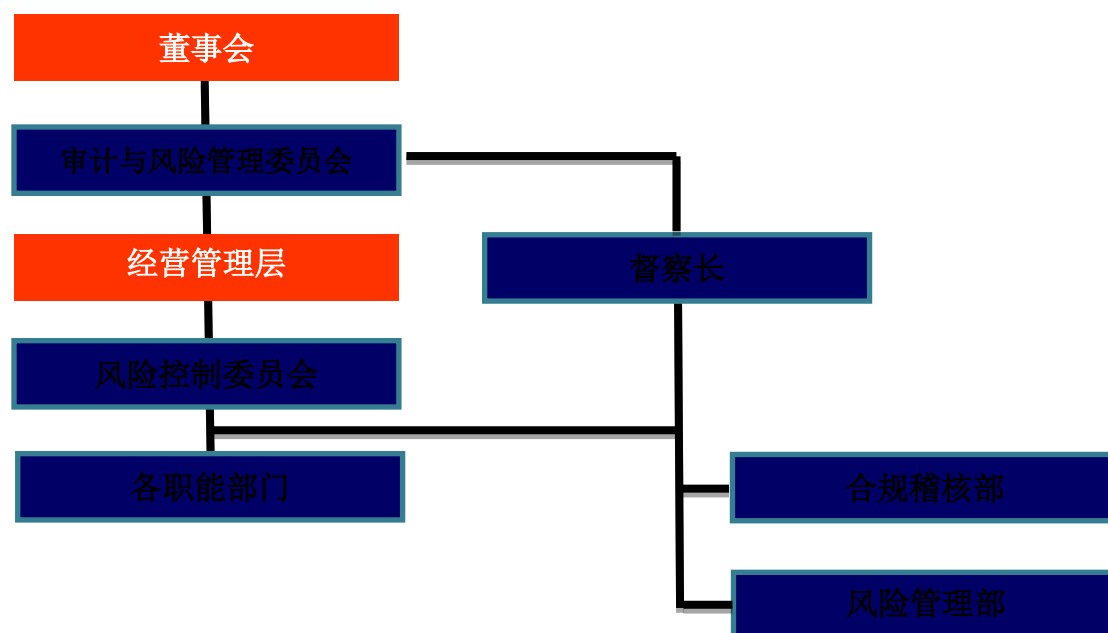 董事会
审计与风险管理委员会
经营管理层
督察长
风险控制委员会
各职能部门
合规稽核部
风险管理部